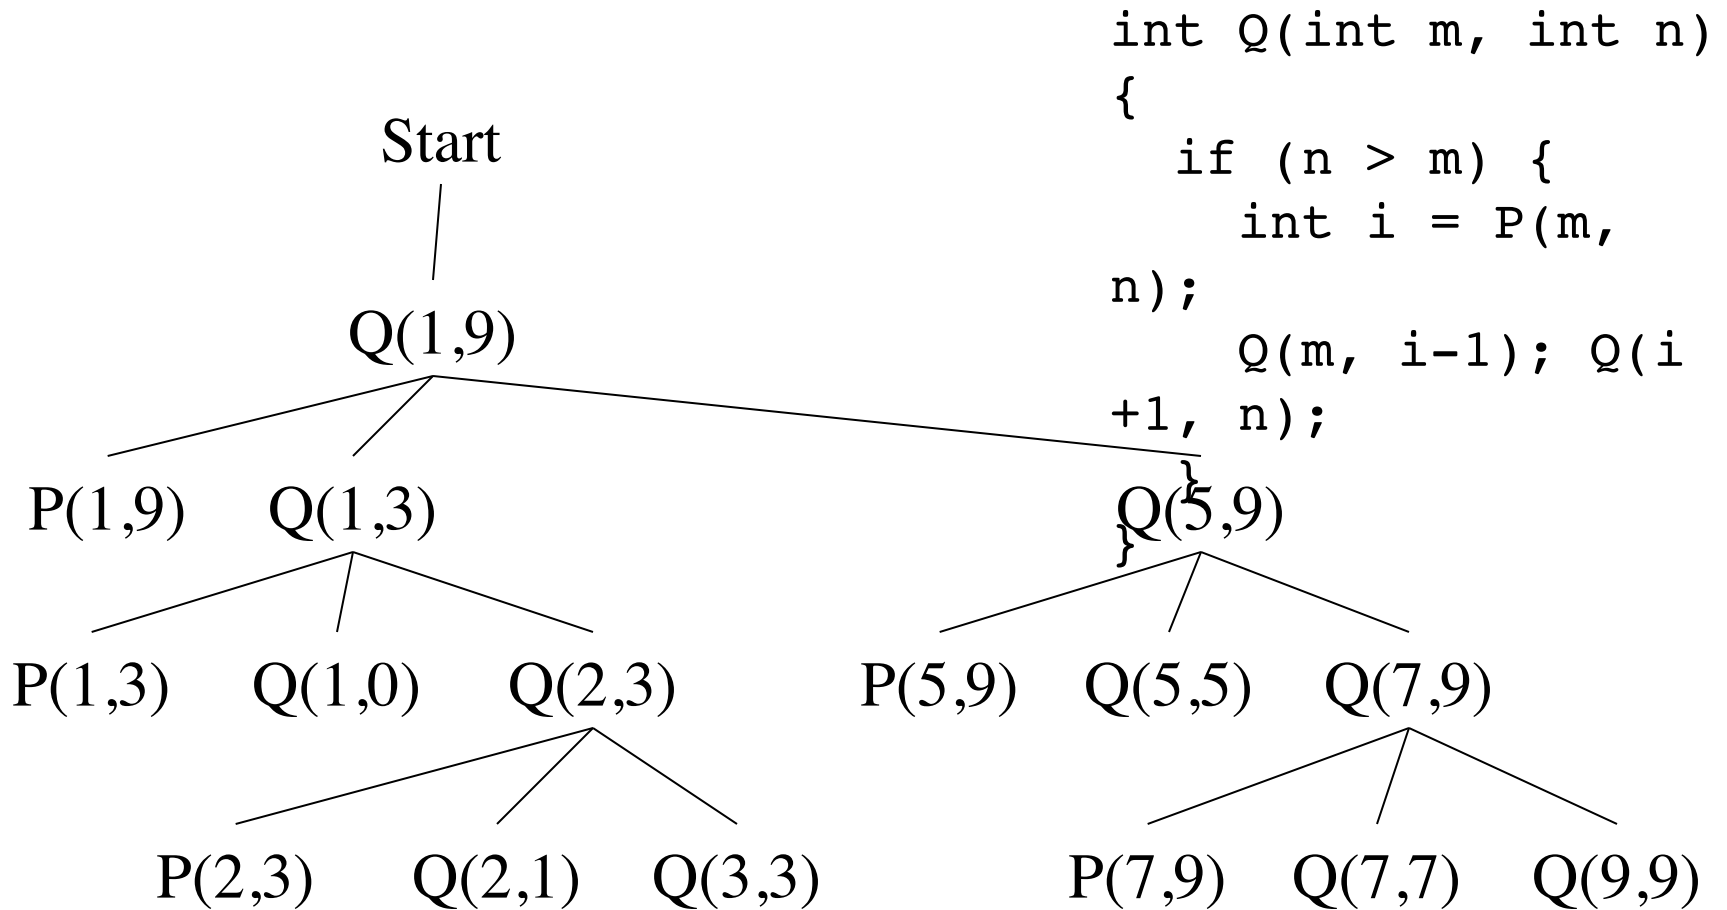 int Q(int m, int n)
{
if (n > m) {
int i = P(m,
n);
Q(m, i-1); Q(i
+1, n);
}
}
Start
Q(1,9)
P(1,9) Q(1,3) Q(5,9)
P(1,3) Q(1,0) Q(2,3) P(5,9) Q(5,5) Q(7,9)
P(2,3) Q(2,1) Q(3,3) P(7,9) Q(7,7) Q(9,9)